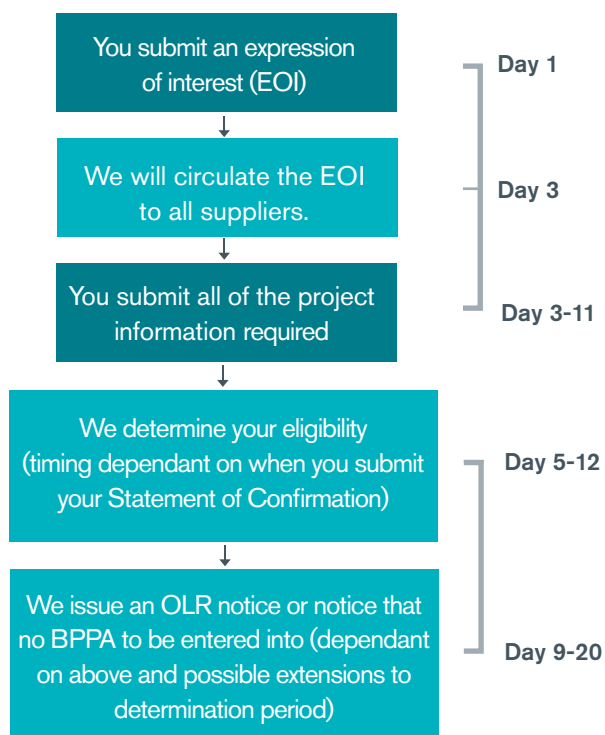 You submit an expression
of interest (EOI)
Day 1
We will circulate the EOI
to all suppliers.
Day 3
You submit all of the project
information required
Day 3-11
We determine your eligibility
(timing dependant on when you submit
your Statement of Confirmation)
Day 5-12
We issue an OLR notice or notice that
no BPPA to be entered into (dependant
on above and possible extensions to
determination period)
Day 9-20